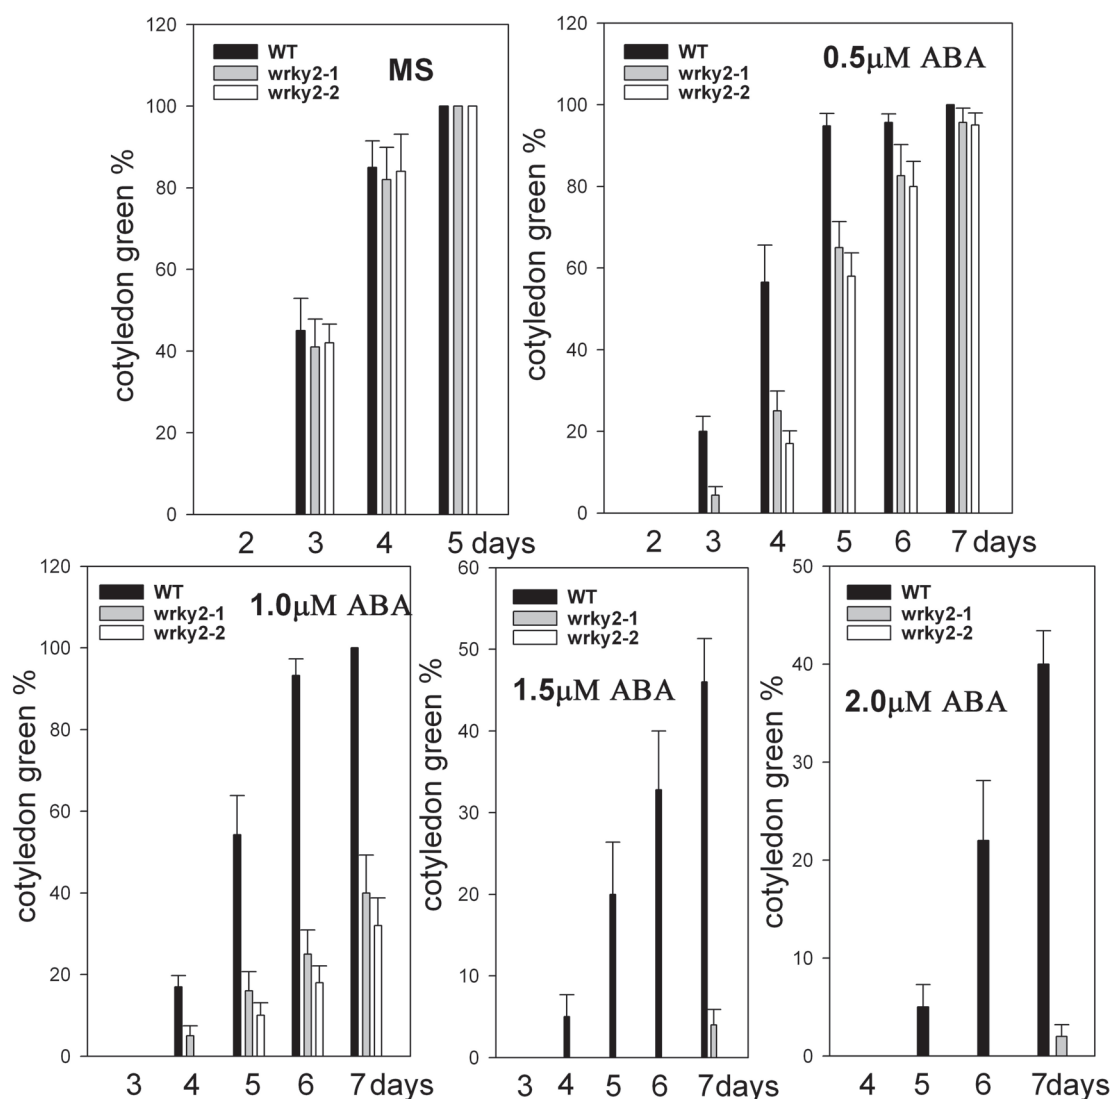 120
100
80
60
40
20
0
cotyledon green %
WT
wrky2-1
wrky2-2
MS
2 3 4 5 days
120
100
80
60
40
20
0
cotyledon green %
WT
wrky2-1
wrky2-2
0.5μM ABA
2 3 4 5 6 7 days
120
100
80
60
40
20
0
cotyledon green %
WT
wrky2-1
wrky2-2
1.0μM ABA
3 4 5 6 7 days
60
50
40
30
20
10
0
cotyledon green %
WT
wrky2-1
wrky2-2
1.5μM ABA
3 4 5 6 7 days
50
40
30
20
10
0
cotyledon green %
WT
wrky2-1
wrky2-2
2.0μM ABA
4 5 6 7days